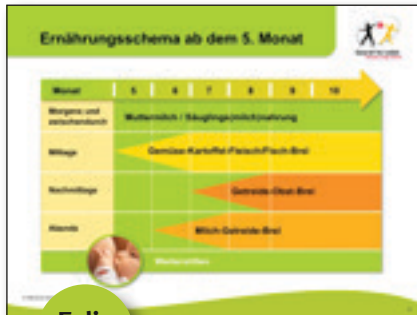 Ernährungsschema ab dem 5. Monat
Monat 5 6 7 8 9 10
Morgens und zwischendurch
Muttermilch / Säuglings(milch)nahrung
Mittags
Gemüse-Kartoffel-Fleisch/Fisch-Brei
Nachmittags
Getreide-Obst-Brei
Abends
Milch-Getreide-Brei
Weiterstillen